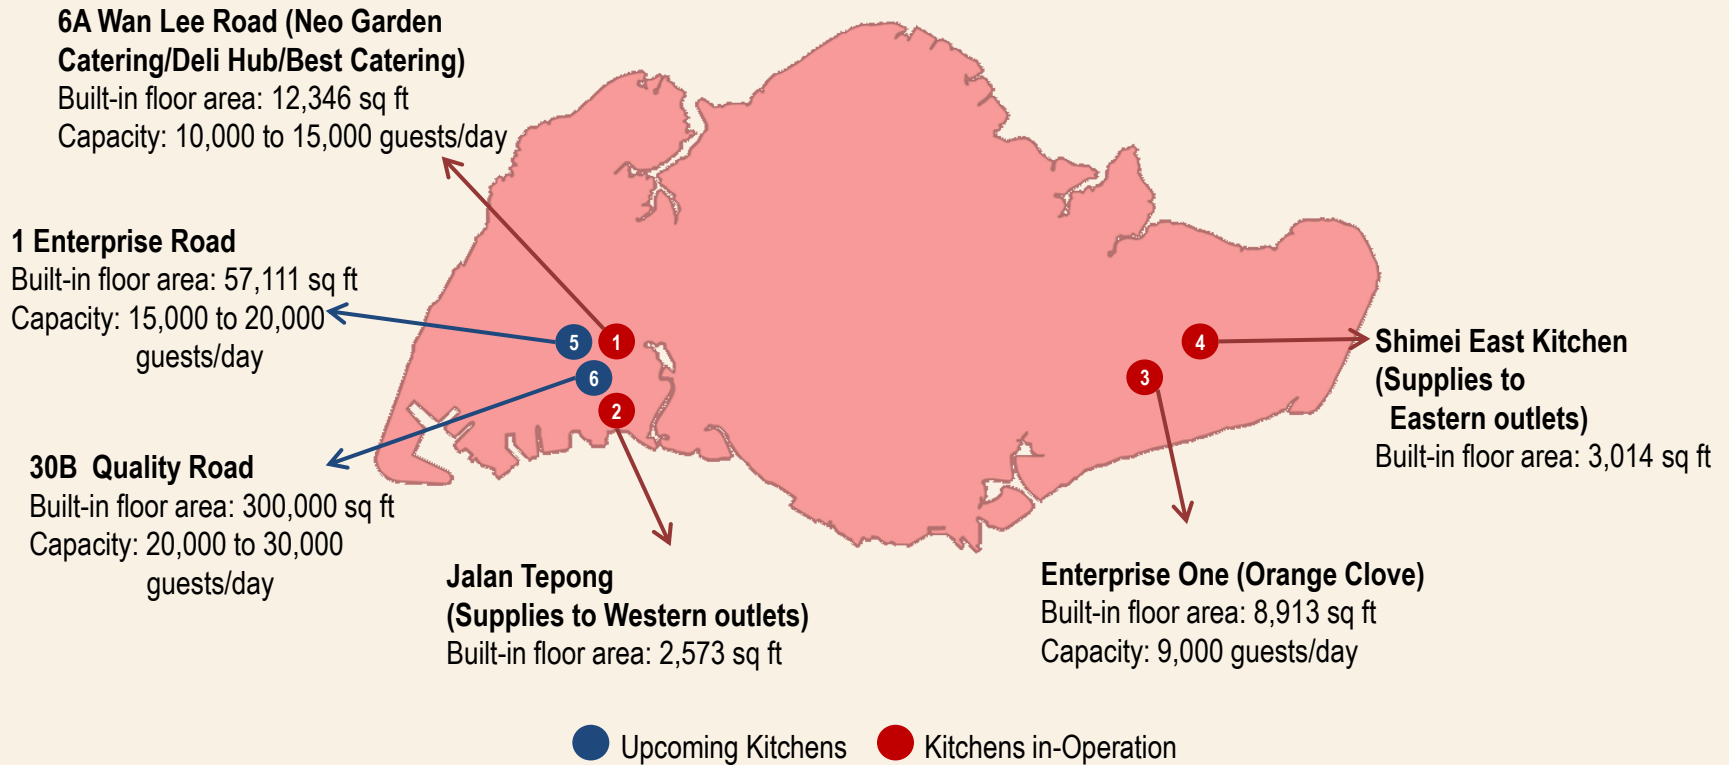 6A Wan Lee Road (Neo Garden
Catering/Deli Hub/Best Catering)
Built-in floor area: 12,346 sq ft
Capacity: 10,000 to 15,000 guests/day
1 Enterprise Road
Built-in floor area: 57,111 sq ft
Capacity: 15,000 to 20,000
guests/day
30B Quality Road
Built-in floor area: 300,000 sq ft
Capacity: 20,000 to 30,000
guests/day
5
1
6
2
4
3
Shimei East Kitchen
(Supplies to
Eastern outlets)
Built-in floor area: 3,014 sq ft
Jalan Tepong
(Supplies to Western outlets)
Built-in floor area: 2,573 sq ft
Enterprise One (Orange Clove)
Built-in floor area: 8,913 sq ft
Capacity: 9,000 guests/day
Upcoming Kitchens
Kitchens in-Operation